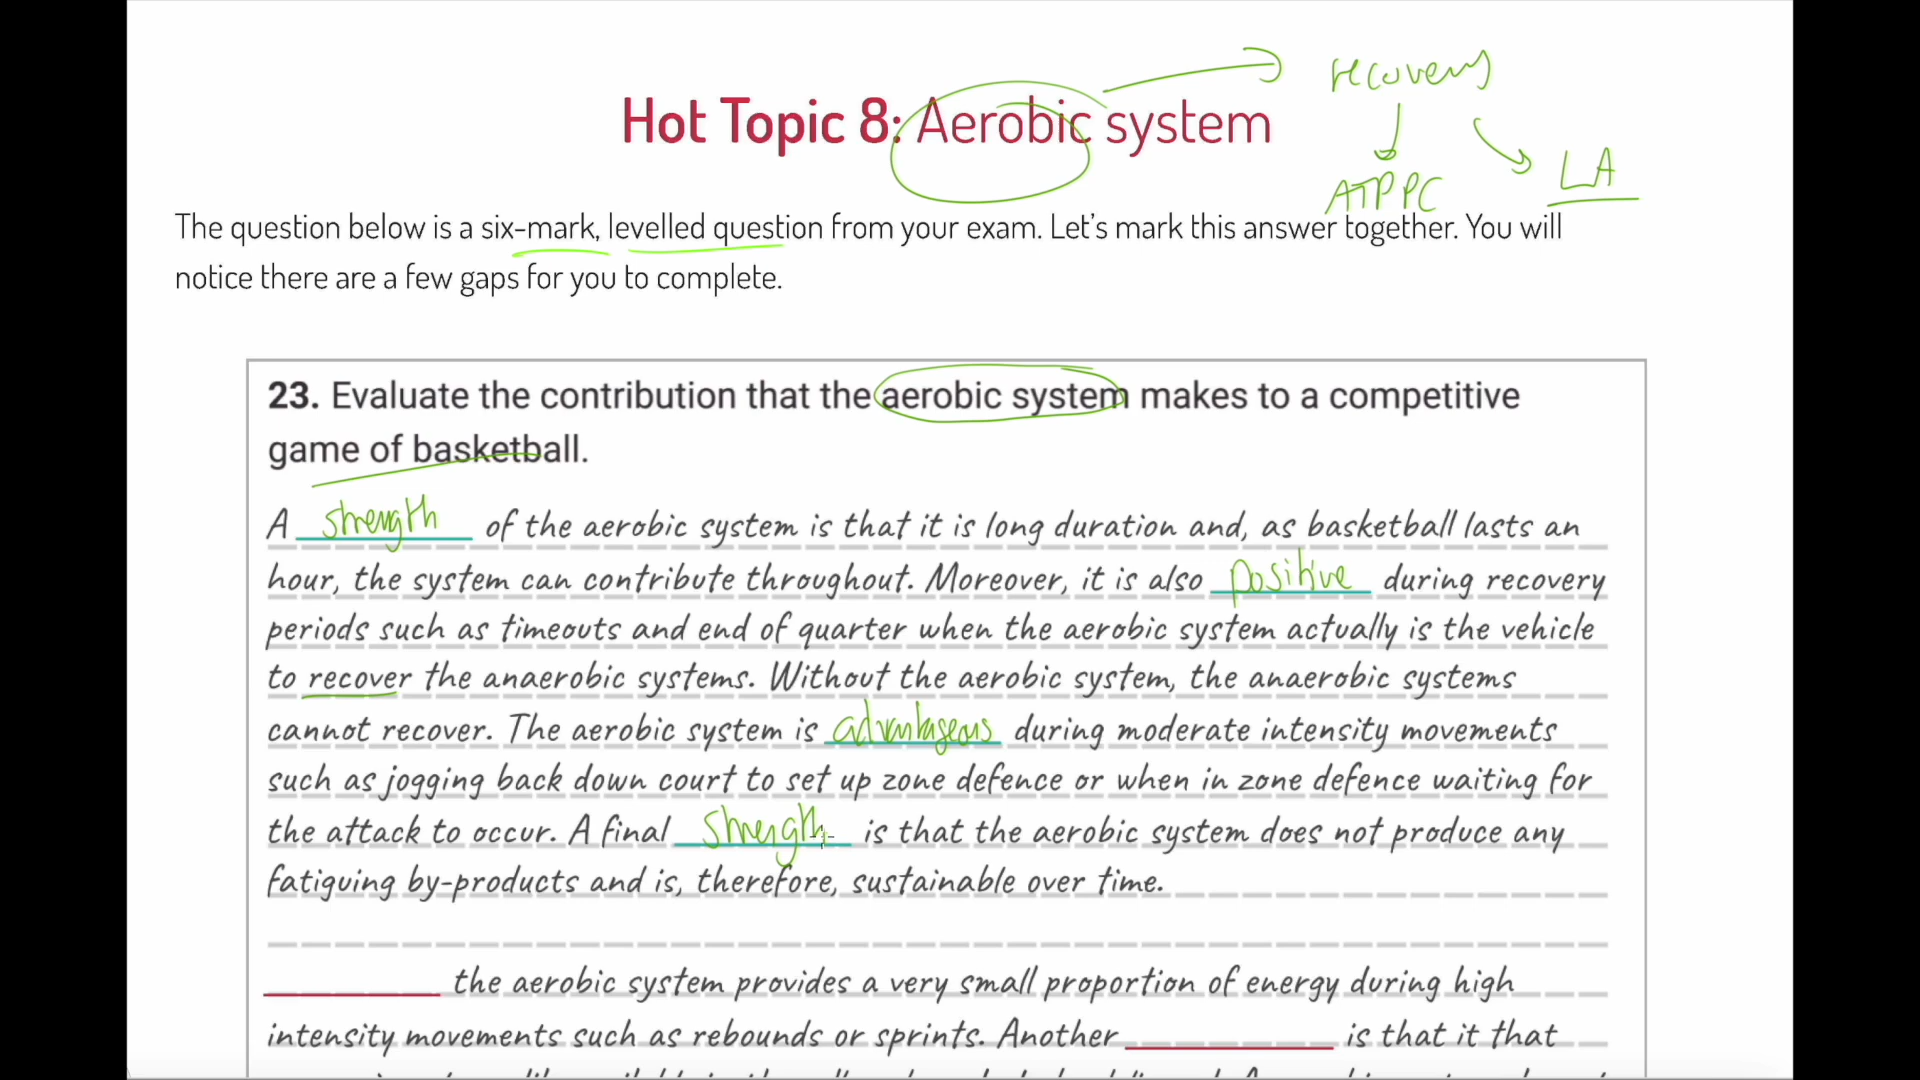 recovery
Hot Topic 8: Aerobic system
ATPPC
LA
The question below is a six-mark, levelled question from your exam. Let's mark this answer together. You will
notice there are a few gaps for you to complete.
23. Evaluate the contribution that the aerobic system makes to a competitive
game of basketball.
A strength of the aerobic system is that it is long duration and, as basketball lasts an
hour, the system can contribute throughout. Moreover, it is also positive during recovery
periods such as timeouts and end of quarter when the aerobic system actually is the vehicle
to recover the anaerobic systems. Without the aerobic system, the anaerobic systems
cannot recover. The aerobic system is advantageous during moderate intensity movements
such as jogging back down court to set up zone defence or when in zone defence waiting for
the attack to occur. A final strength is that the aerobic system does not produce any
fatiguing by-products and is, therefore, sustainable over time.
the aerobic system provides a very small proportion of energy during high
intensity movements such as rebounds or sprints. Another is that it that